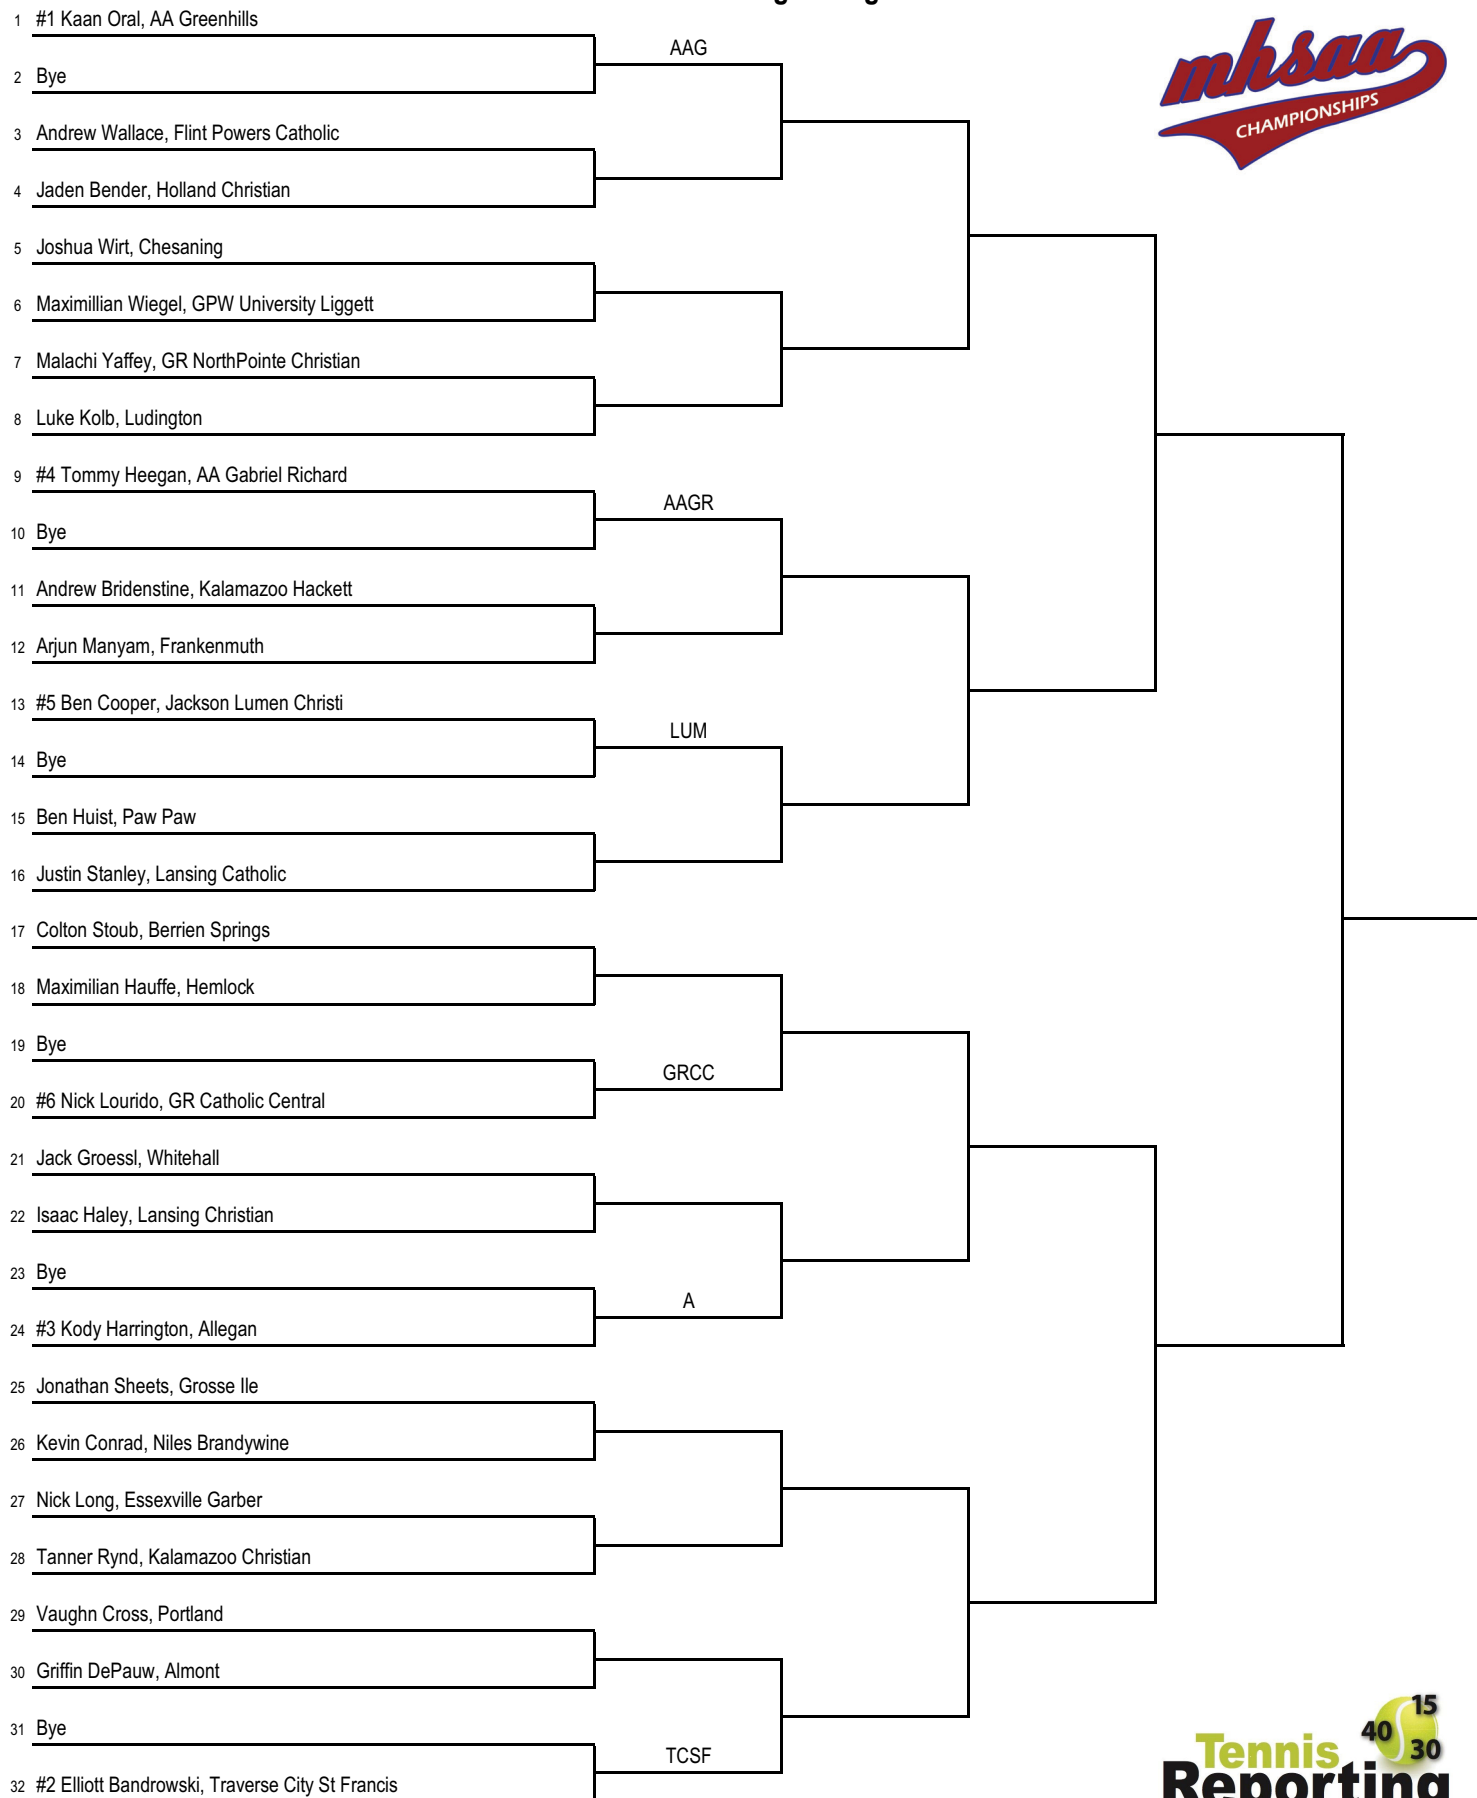 1 #1 Kaan Oral, AA Greenhills
AAG
2 Bye
3 Andrew Wallace, Flint Powers Catholic
4 Jaden Bender, Holland Christian
5 Joshua Wirt, Chesaning
6 Maximillian Wiegel, GPW University Liggett
7 Malachi Yaffey, GR NorthPointe Christian
8 Luke Kolb, Ludington
9 #4 Tommy Heegan, AA Gabriel Richard
AAGR
10 Bye
11 Andrew Bridenstine, Kalamazoo Hackett
12 Arjun Manyam, Frankenmuth
13 #5 Ben Cooper, Jackson Lumen Christi
LUM
14 Bye
15 Ben Huist, Paw Paw
16 Justin Stanley, Lansing Catholic
17 Colton Stoub, Berrien Springs
18 Maximilian Hauffe, Hemlock
19 Bye
GRCC
20 #6 Nick Lourido, GR Catholic Central
21 Jack Groessl, Whitehall
22 Isaac Haley, Lansing Christian
23 Bye
A
24 #3 Kody Harrington, Allegan
25 Jonathan Sheets, Grosse Ile
26 Kevin Conrad, Niles Brandywine
27 Nick Long, Essexville Garber
28 Tanner Rynd, Kalamazoo Christian
29 Vaughn Cross, Portland
30 Griffin DePauw, Almont
31 Bye
TCSF
32 #2 Elliott Bandrowski, Traverse City St Francis
mhsaa
CHAMPIONSHIPS
15
40
30
Tennis
Reporting